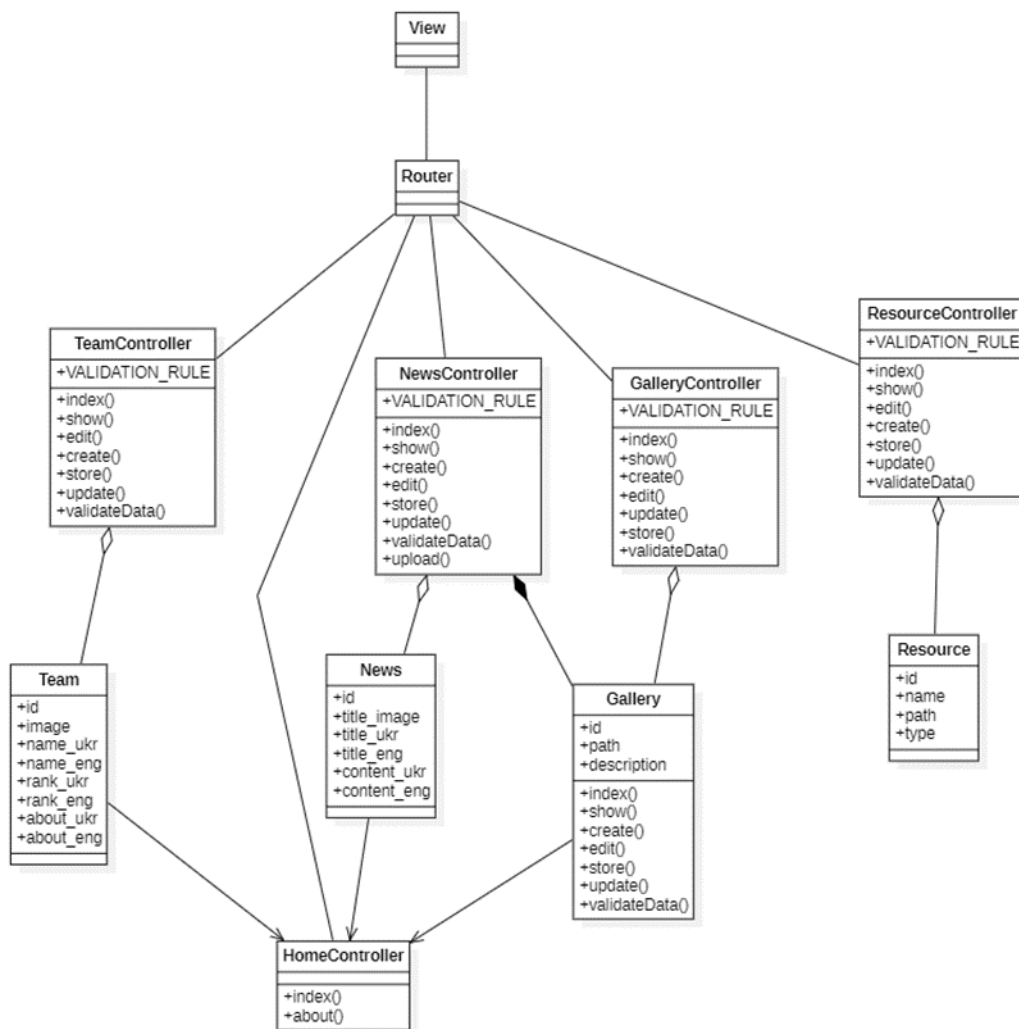 View
Router
TeamController
+VALIDATION_RULE
+index()
+show()
+edit()
+create()
+store()
+update()
+validateData()
NewsController
+VALIDATION_RULE
+index()
+show()
+create()
+edit()
+store()
+update()
+validateData()
+upload()
GalleryController
+VALIDATION_RULE
+index()
+show()
+create()
+edit()
+update()
+store()
+validateData()
ResourceController
+VALIDATION_RULE
+index()
+show()
+edit()
+create()
+store()
+update()
+validateData()
Team
+id
+image
+name_ukr
+name_eng
+rank_ukr
+rank_eng
+about_ukr
+about_eng
News
+id
+title_image
+title_ukr
+title_eng
+content_ukr
+content_eng
Gallery
+id
+path
+description
+index()
+show()
+create()
+edit()
+store()
+update()
+validateData()
Resource
+id
+name
+path
+type
HomeController
+index()
+about()